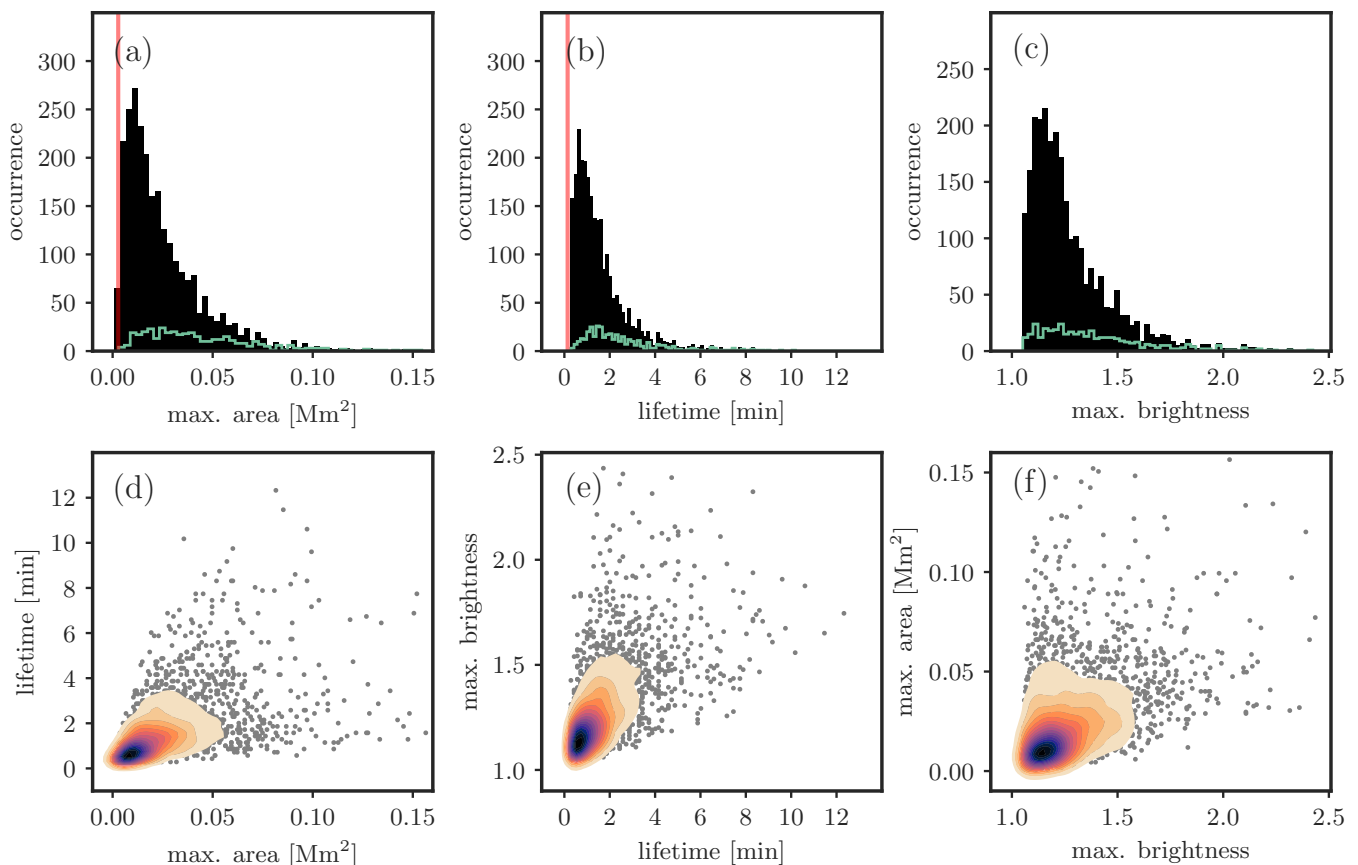 (a)
350
300
250
200
150
100
50
0
occurrence
0.00 0.05 0.10 0.15
max. area [Mm²]
(b)
300
250
200
150
100
50
0
occurrence
0 2 4 6 8 10 12
lifetime [min]
(c)
250
200
150
100
50
0
occurrence
1.0 1.5 2.0 2.5
max. brightness
(d)
12
10
8
6
4
2
0
lifetime [min]
0.00 0.05 0.10 0.15
max. area [Mm²]
(e)
2.5
2.0
1.5
1.0
max. brightness
0 2 4 6 8 10 12
lifetime [min]
(f)
0.15
0.10
0.05
0.00
max. area [Mm²]
1.0 1.5 2.0 2.5
max. brightness